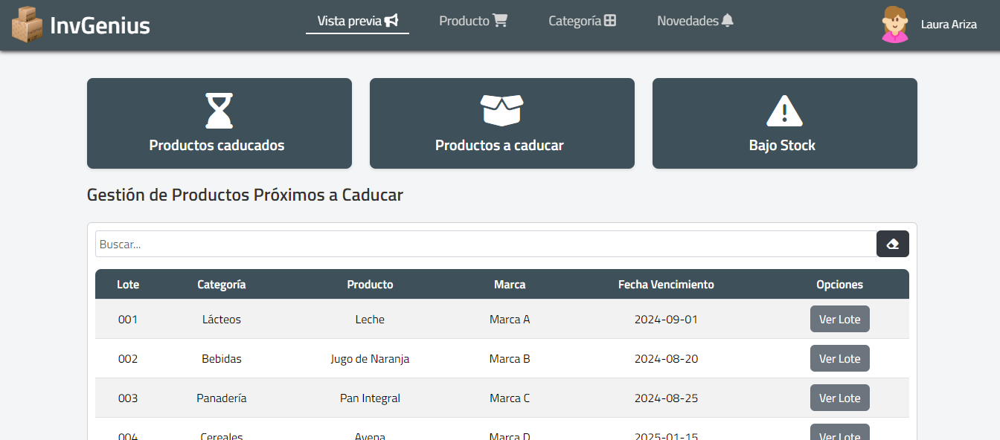 InvGenius
Vista previa Producto Categoría Novedades
Laura Ariza
Productos caducados
Productos a caducar
Bajo Stock
Gestión de Productos Próximos a Caducar
Buscar...
Lote Categoría Producto Marca Fecha Vencimiento Opciones
001 Lácteos Leche Marca A 2024-09-01 Ver Lote
002 Bebidas Jugo de Naranja Marca B 2024-08-20 Ver Lote
003 Panadería Pan Integral Marca C 2024-08-25 Ver Lote
004 Cereales Avena Marca D 2025-01-15 Ver Lote